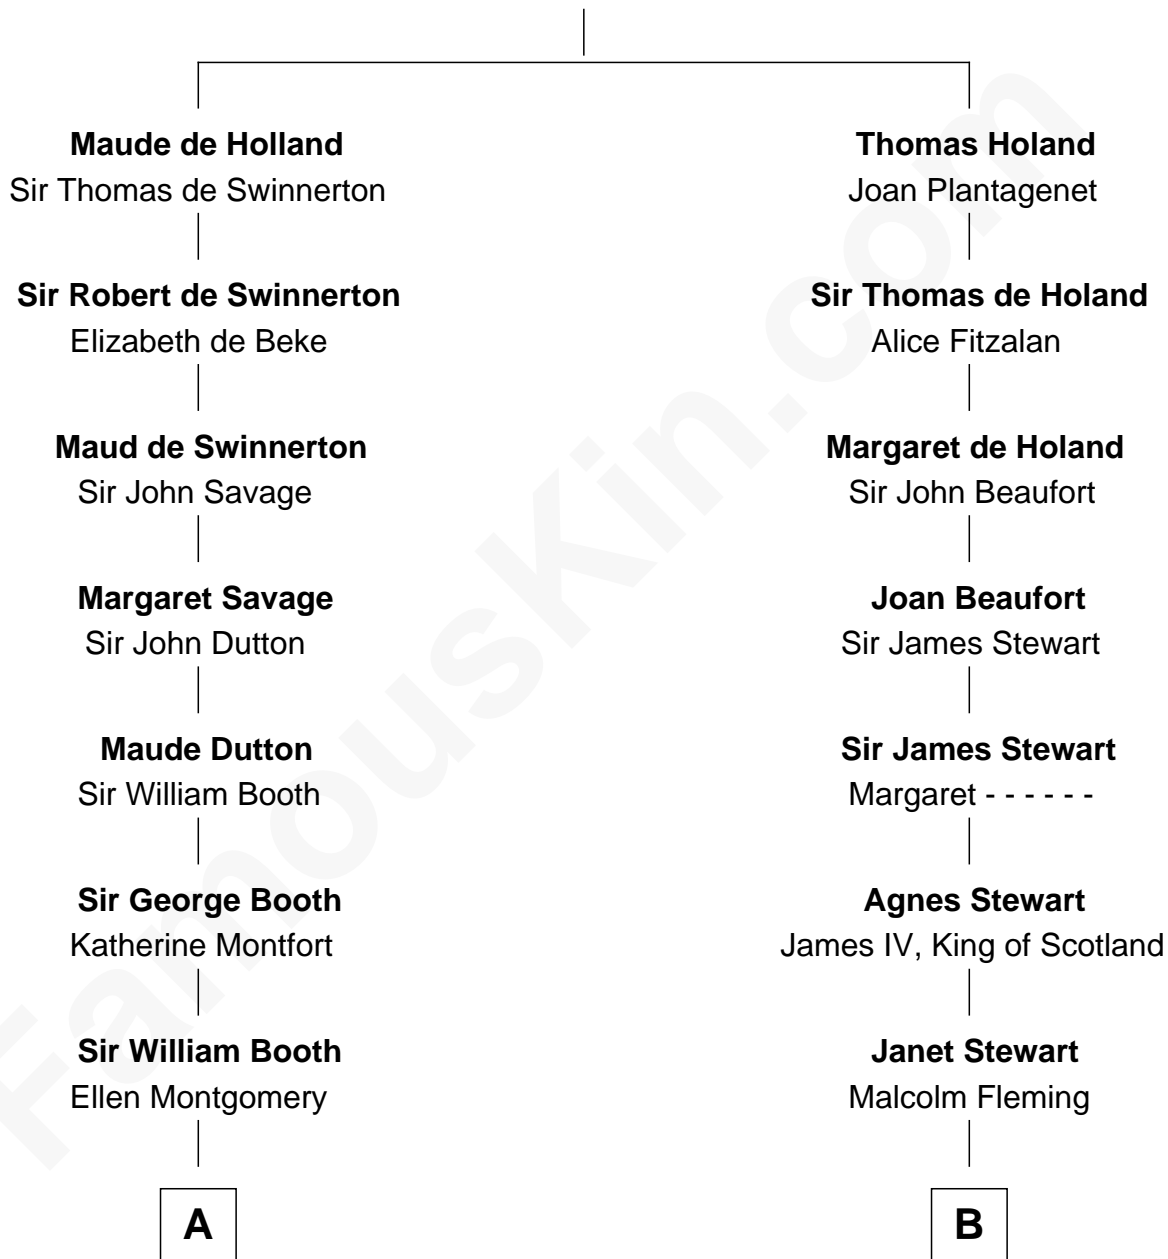 Maude de Holland
Sir Thomas de Swinnerton
Sir Robert de Swinnerton
Elizabeth de Beke
Maud de Swinnerton
Sir John Savage
Margaret Savage
Sir John Dutton
Maude Dutton
Sir William Booth
Sir George Booth
Katherine Montfort
Sir William Booth
Ellen Montgomery
A
Thomas Holand
Joan Plantagenet
Sir Thomas de Holand
Alice Fitzalan
Margaret de Holand
Sir John Beaufort
Joan Beaufort
Sir James Stewart
Sir James Stewart
Margaret - - - - - -
Agnes Stewart
James IV, King of Scotland
Janet Stewart
Malcolm Fleming
B
FamousKin.com